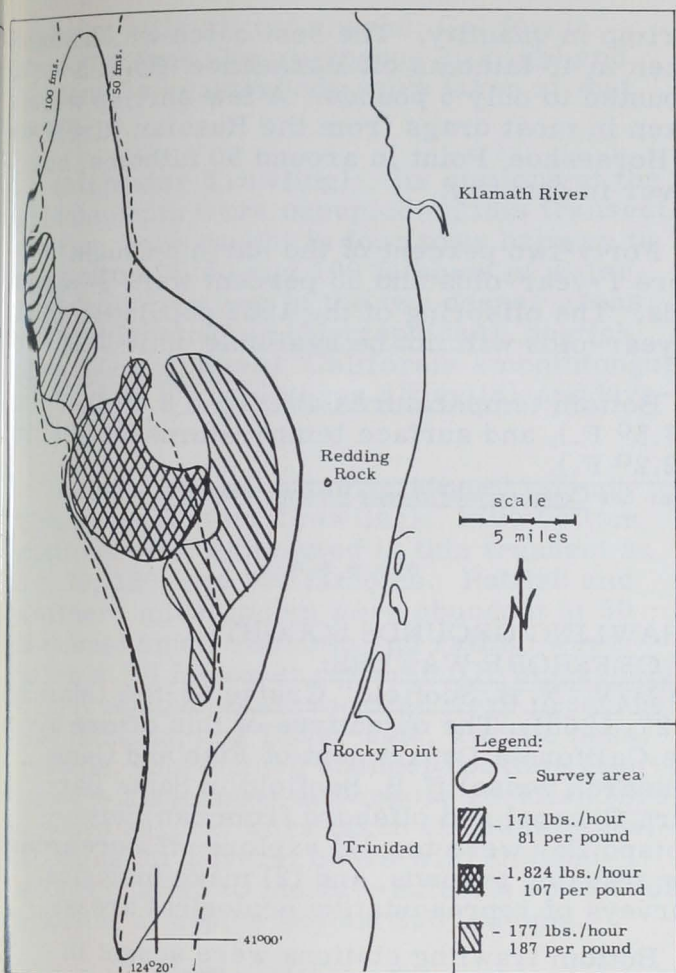 100 fms.
50 fms.
Klamath River
Redding
Rock
scale
5 miles
N
Rocky Point
Trinidad
Legend:
- Survey area
- 171 lbs./hour
81 per pound
- 1,824 lbs./hour
107 per pound
- 177 lbs./hour
187 per pound
41°00'
124°20'